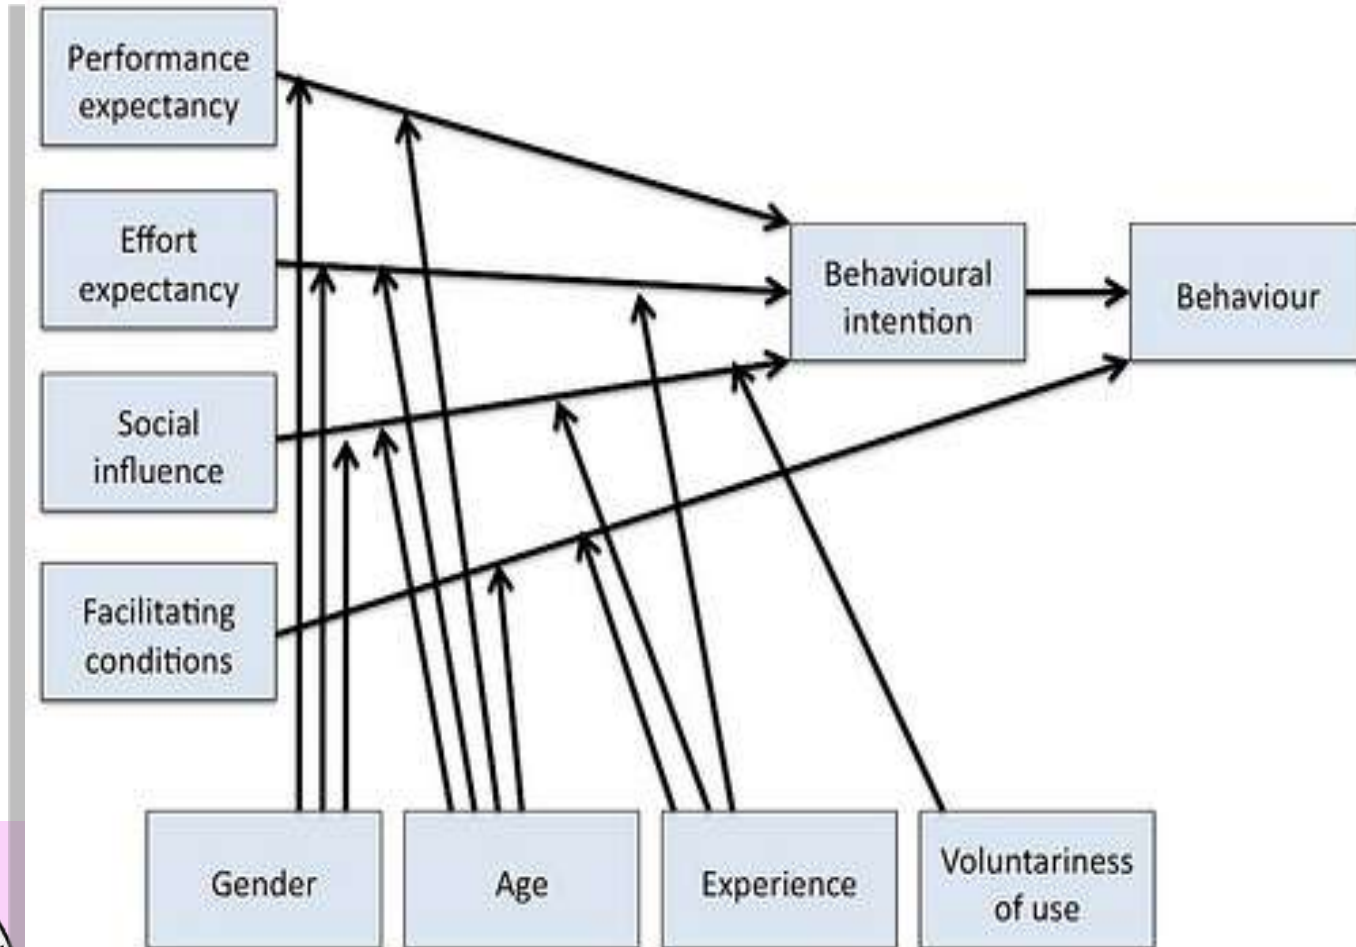 Performance
expectancy
Effort
expectancy
Social
influence
Facilitating
conditions
Behavioural
intention
Behaviour
Gender
Age
Experience
Voluntariness
of use